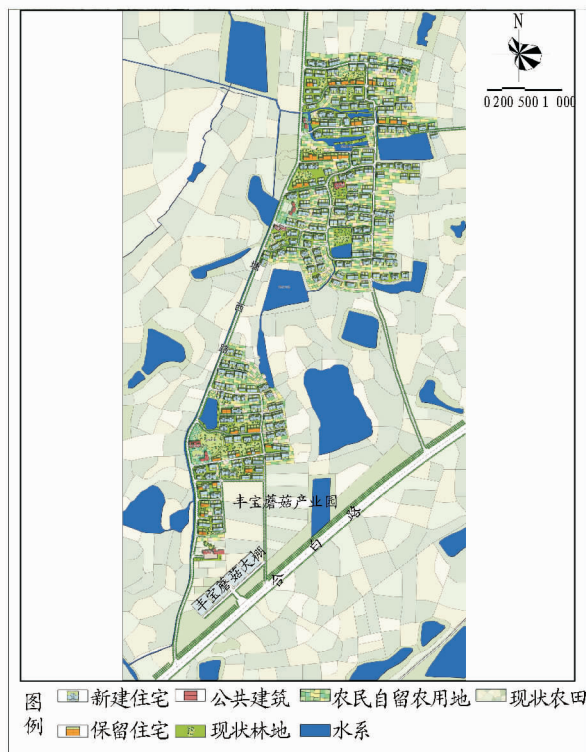 N
0 200 500 1 000
丰宝蘑菇产业园
丰宝蘑菇大棚
合白路
图例
新建住宅
公共建筑
农民自留农用地
现状农田
保留住宅
现状林地
水系